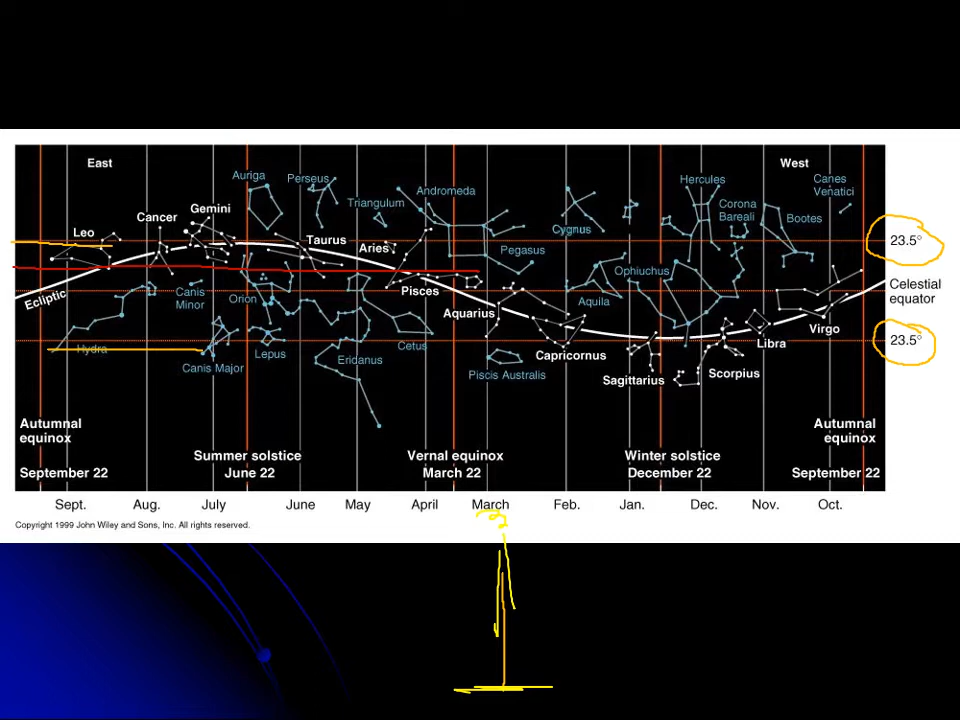 East
West
Auriga
Perseus
Hercules
Canes
Venatici
Andromeda
Triangulum
Corona
Bareali
Gemini
Cancer
Bootes
Leo
Cygnus
Taurus
Aries
Pegasus
23.5°
Ophiuchus
Celestial
equator
Ecliptic
Canis
Minor
Orion
Pisces
Aquarius
Aquila
Virgo
23.5°
Hydra
Lepus
Cetus
Libra
Eridanus
Capricornus
Canis Major
Piscis Australis
Sagittarius
Scorpius
Autumnal
equinox
September 22
Summer solstice
June 22
Vernal equinox
March 22
Winter solstice
December 22
Autumnal
equinox
September 22
Sept. Aug. July June May April March Feb. Jan. Dec. Nov. Oct.
Copyright 1999 John Wiley and Sons, Inc. All rights reserved.